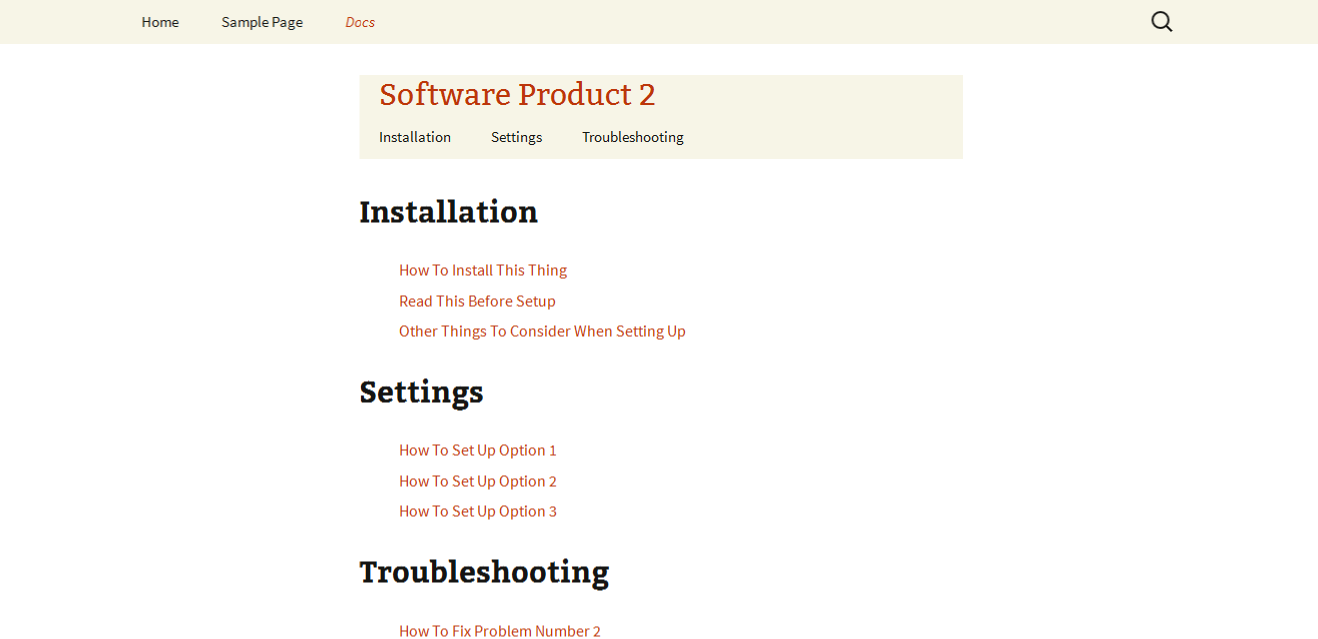 Home Sample Page Docs
Software Product 2
Installation Settings Troubleshooting
Installation
How To Install This Thing
Read This Before Setup
Other Things To Consider When Setting Up
Settings
How To Set Up Option 1
How To Set Up Option 2
How To Set Up Option 3
Troubleshooting
How To Fix Problem Number 2